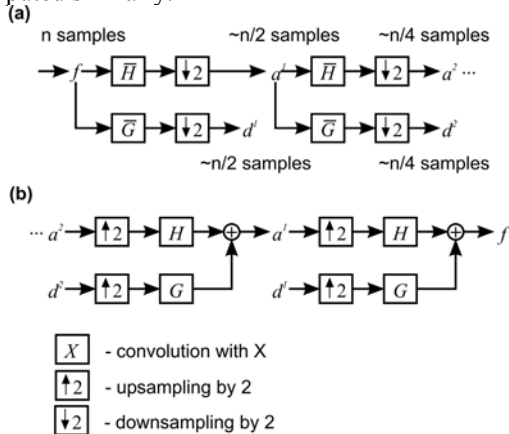 (a)
n samples ~n/2 samples ~n/4 samples
f H̅ ↓2 a¹ H̅ ↓2 a² ...
G̅ ↓2 d¹ G̅ ↓2 d²
~n/2 samples ~n/4 samples
(b)
... a² ↑2 H + a¹ ↑2 H + f
d² ↑2 G d¹ ↑2 G
X - convolution with X
↑2 - upsampling by 2
↓2 - downsampling by 2